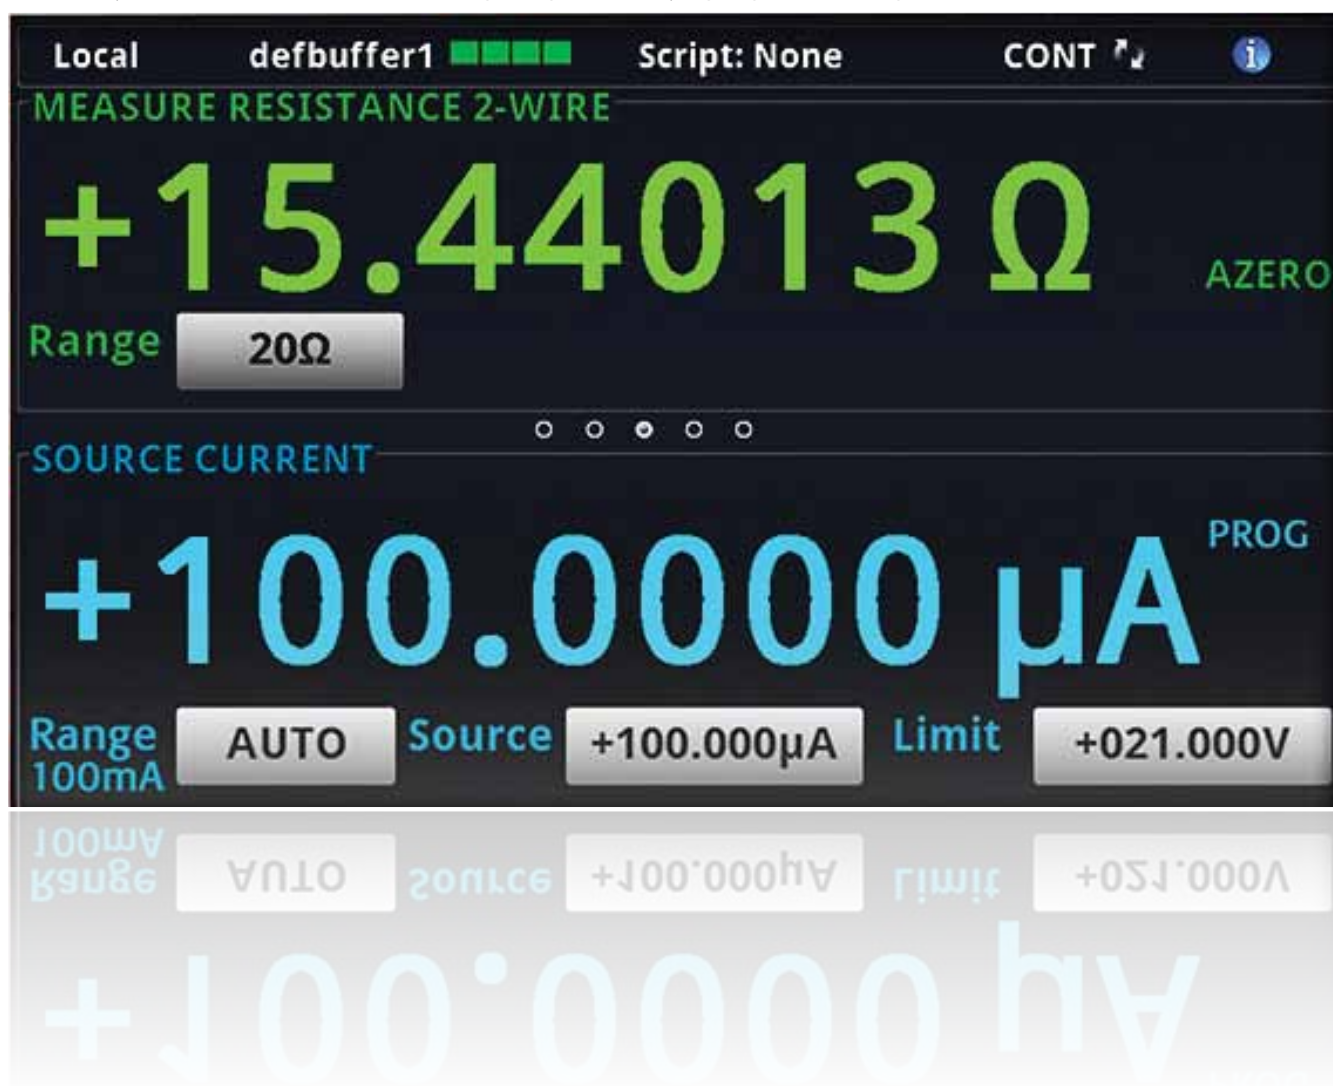 Local defbuffer1 Script: None CONT i
MEASURE RESISTANCE 2-WIRE
+15.44013 Ω
AZERO
Range 20Ω
SOURCE CURRENT
PROG
+100.0000 µA
Range AUTO Source +100.000µA Limit +021.000V
100mA